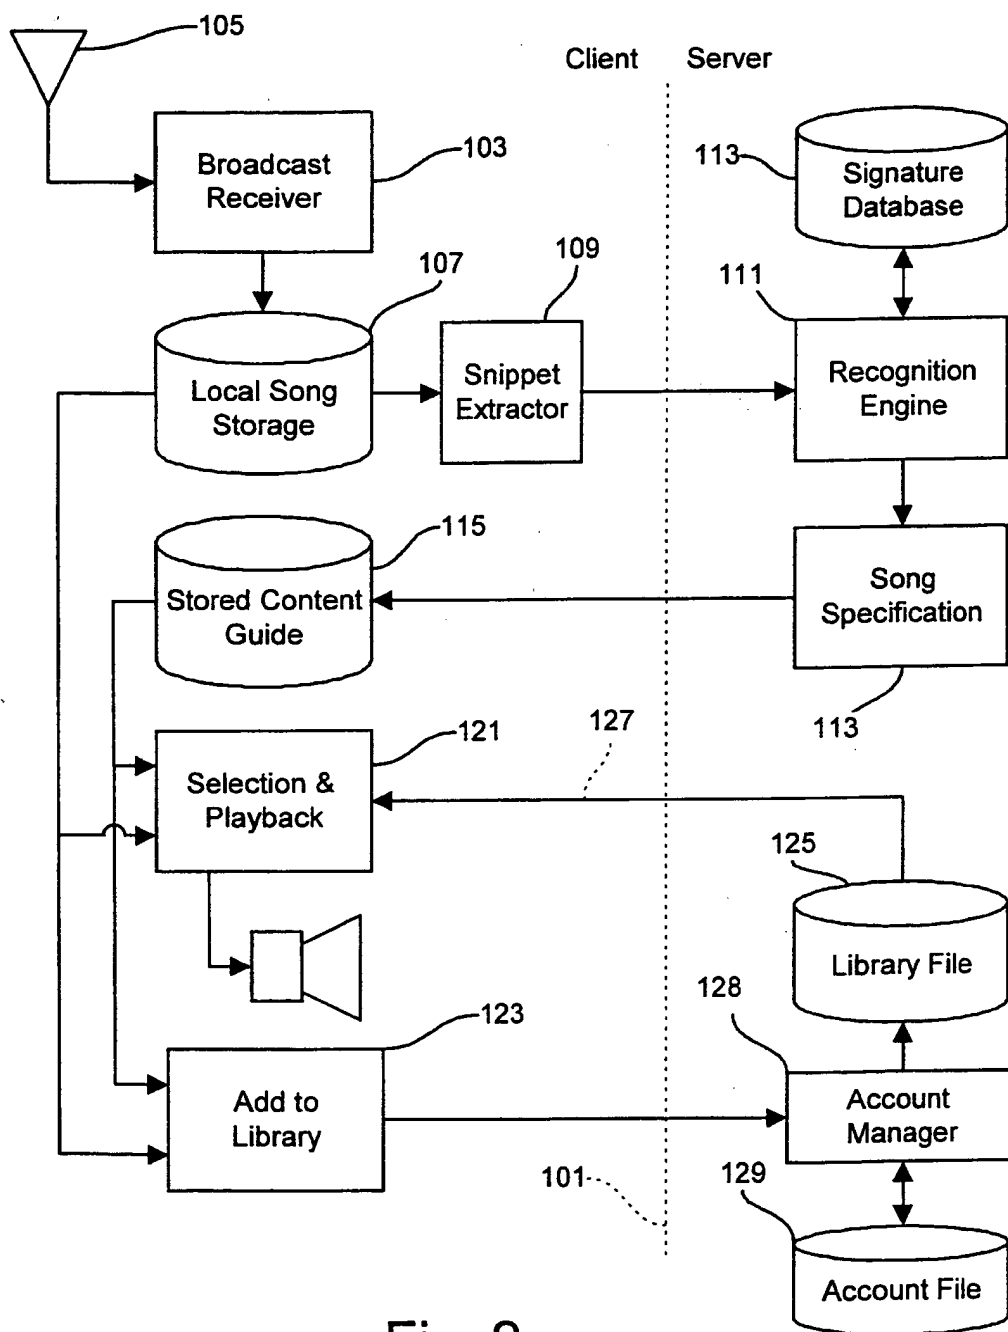 105
Client
Server
Broadcast
Receiver
103
113
Signature
Database
107
109
111
Local Song
Storage
Snippet
Extractor
Recognition
Engine
115
Stored Content
Guide
Song
Specification
113
121
127
Selection &
Playback
125
Library File
123
128
Add to
Library
Account
Manager
101
129
Account File